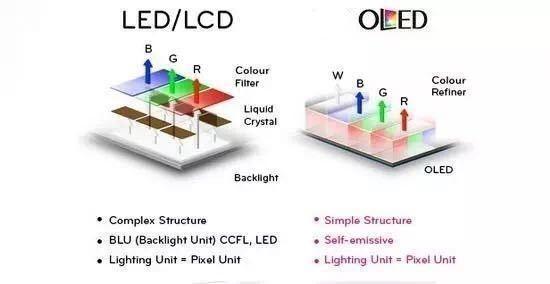 LED/LCD
B
G
R
Colour
Filter
Liquid
Crystal
Backlight
• Complex Structure
• BLU (Backlight Unit) CCFL, LED
• Lighting Unit = Pixel Unit
OLED
W
B
G
R
Colour
Refiner
OLED
• Simple Structure
• Self-emissive
• Lighting Unit = Pixel Unit